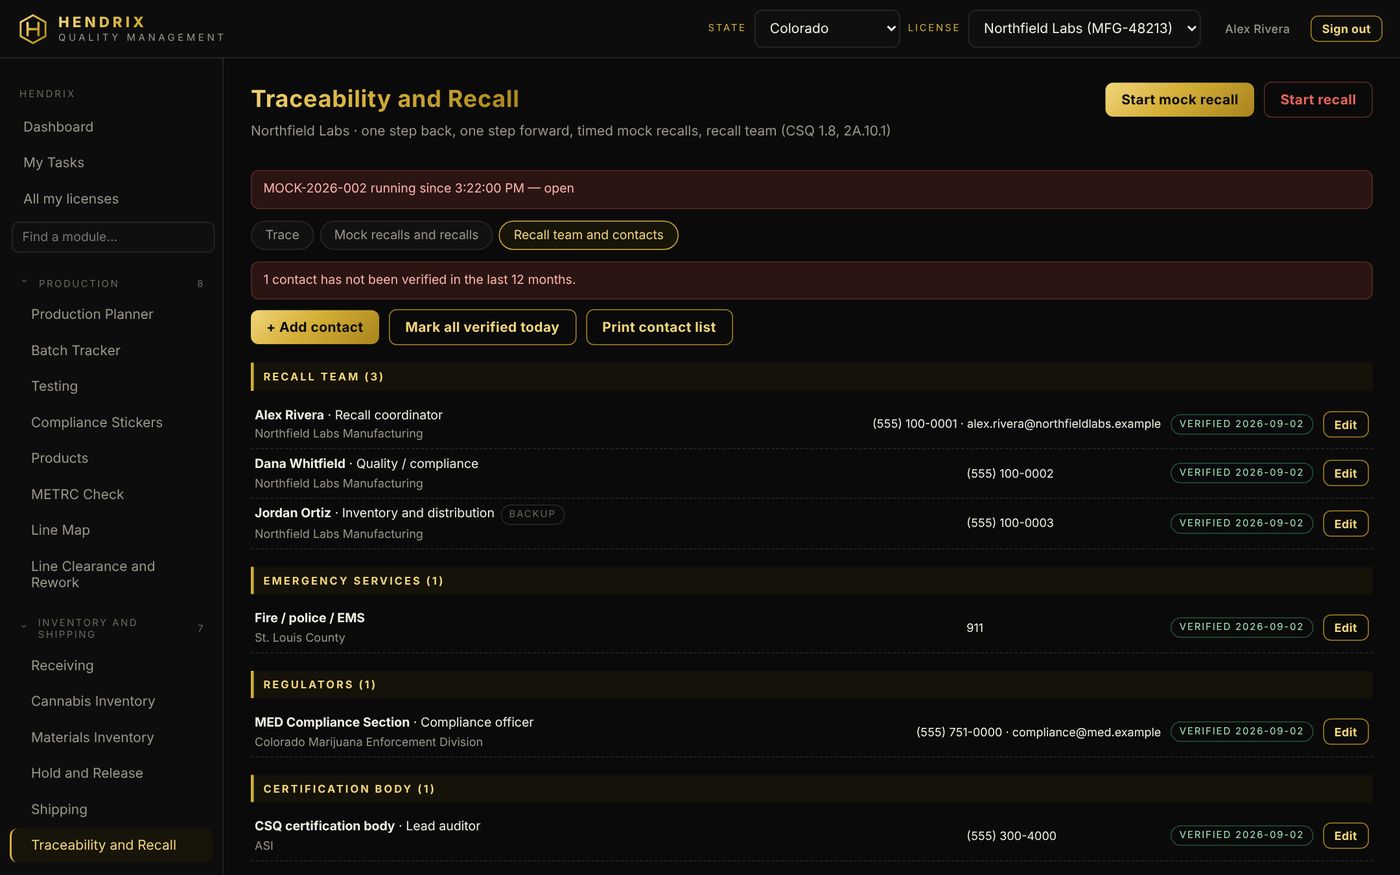 HENDRIX
QUALITY MANAGEMENT
STATE
Colorado
LICENSE
Northfield Labs (MFG-48213)
Alex Rivera
Sign out
HENDRIX
Dashboard
My Tasks
All my licenses
Find a module...
PRODUCTION 8
Production Planner
Batch Tracker
Testing
Compliance Stickers
Products
METRC Check
Line Map
Line Clearance and
Rework
INVENTORY AND
SHIPPING 7
Receiving
Cannabis Inventory
Materials Inventory
Hold and Release
Shipping
Traceability and Recall
Traceability and Recall
Northfield Labs · one step back, one step forward, timed mock recalls, recall team (CSQ 1.8, 2A.10.1)
Start mock recall
Start recall
MOCK-2026-002 running since 3:22:00 PM — open
Trace
Mock recalls and recalls
Recall team and contacts
1 contact has not been verified in the last 12 months.
+ Add contact
Mark all verified today
Print contact list
RECALL TEAM (3)
Alex Rivera · Recall coordinator
Northfield Labs Manufacturing
(555) 100-0001 · alex.rivera@northfieldlabs.example
VERIFIED 2026-09-02
Edit
Dana Whitfield · Quality / compliance
Northfield Labs Manufacturing
(555) 100-0002
VERIFIED 2026-09-02
Edit
Jordan Ortiz · Inventory and distribution BACKUP
Northfield Labs Manufacturing
(555) 100-0003
VERIFIED 2026-09-02
Edit
EMERGENCY SERVICES (1)
Fire / police / EMS
St. Louis County
911
VERIFIED 2026-09-02
Edit
REGULATORS (1)
MED Compliance Section · Compliance officer
Colorado Marijuana Enforcement Division
(555) 751-0000 · compliance@med.example
VERIFIED 2026-09-02
Edit
CERTIFICATION BODY (1)
CSQ certification body · Lead auditor
ASI
(555) 300-4000
VERIFIED 2026-09-02
Edit